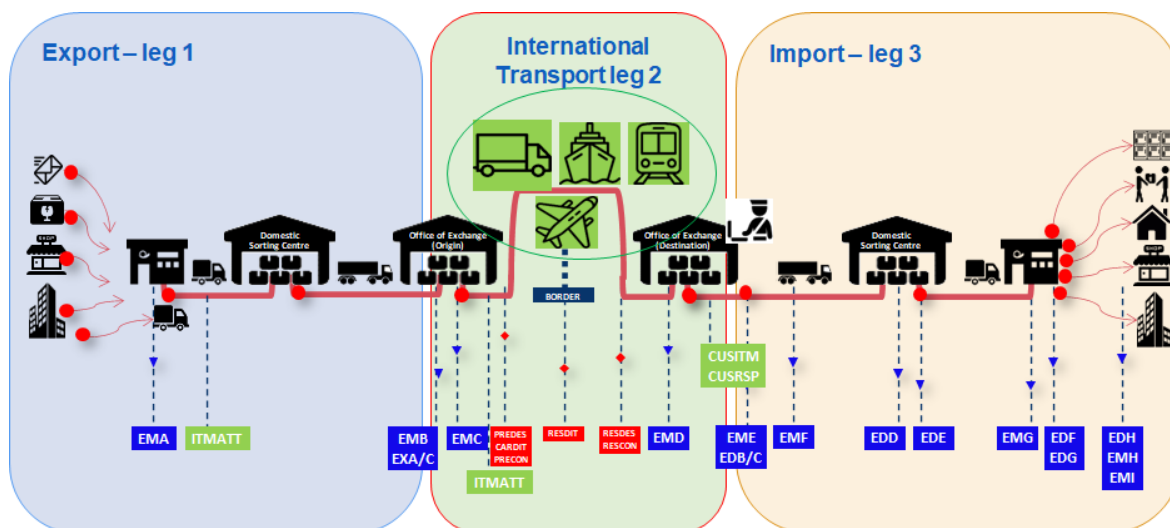 Export – leg 1
International
Transport leg 2
Import – leg 3
SHOP
Domestic
Sorting Centre
Office of Exchange
(Origin)
Office of Exchange
(Destination)
Domestic
Sorting Centre
SHOP
BORDER
CUSITM
CUSRSP
EMA
ITMATT
EMB
EXA/C
EMC
PREDES
CARDIT
PRECON
ITMATT
RESDIT
RESDES
RESCON
EMD
EME
EDB/C
EMF
EDD
EDE
EMG
EDF
EDG
EDH
EMH
EMI